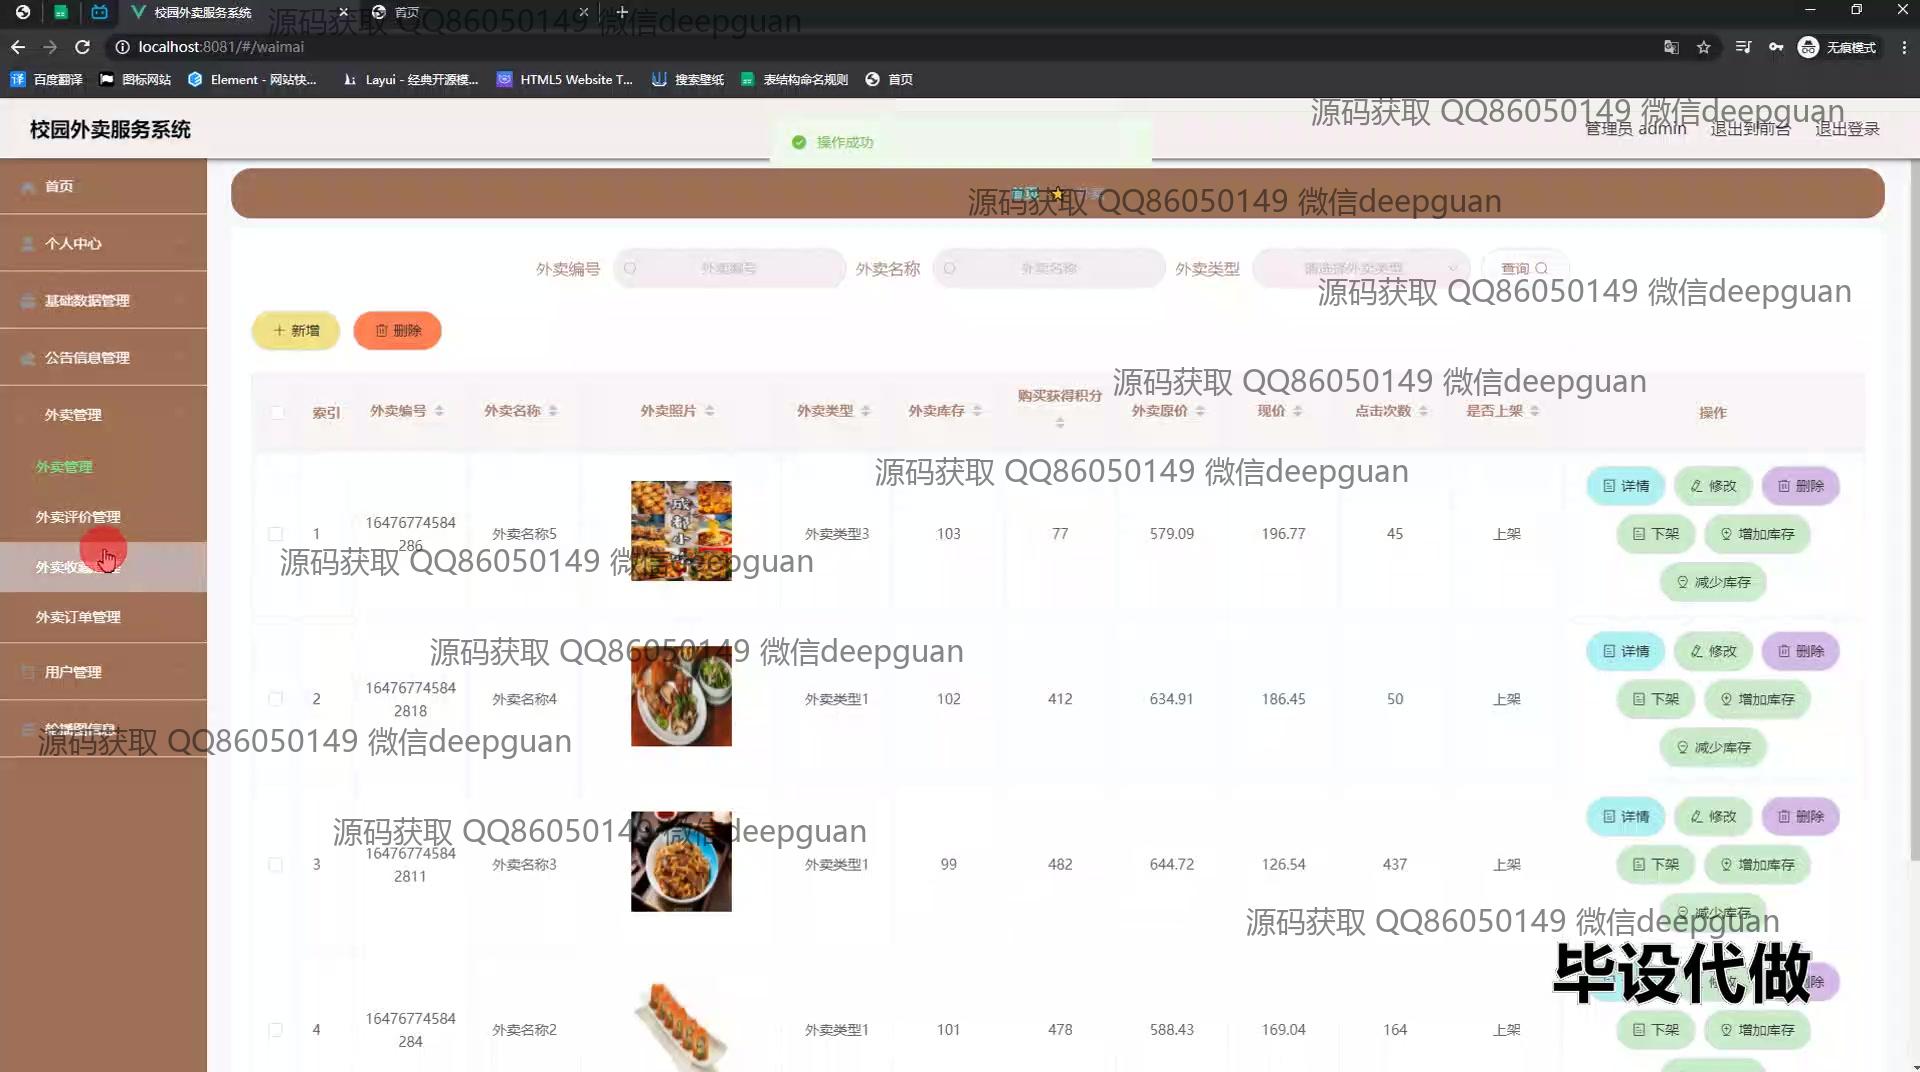 校园外卖服务系统
首页
源码获取 QQ86050149 微信deepguan
localhost:8081/#/waimai
无痕模式
百度翻译
图标网站
Element - 网站快...
Layui - 经典开源模...
HTML5 Website T...
搜索壁纸
表结构命名规则
首页
源码获取 QQ86050149 微信deepguan
校园外卖服务系统
操作成功
管理员 admin
退出到前台
退出登录
首页
个人中心
基础数据管理
公告信息管理
外卖管理
外卖管理
外卖评价管理
外卖订单管理
用户管理
轮播图信息
首页
源码获取 QQ86050149 微信deepguan
外卖编号
外卖编号
外卖名称
外卖名称
外卖类型
请选择外卖类型
查询
源码获取 QQ86050149 微信deepguan
新增
删除
源码获取 QQ86050149 微信deepguan
索引
外卖编号
外卖名称
外卖照片
外卖类型
外卖库存
购买获得积分
外卖原价
现价
点击次数
是否上架
操作
源码获取 QQ86050149 微信deepguan
1
16476774584
286
外卖名称5
成都小
外卖类型3
103
77
579.09
196.77
45
上架
详情
修改
删除
下架
增加库存
减少库存
源码获取 QQ86050149 微信deepguan
源码获取 QQ86050149 微信deepguan
2
16476774584
2818
外卖名称4
外卖类型1
102
412
634.91
186.45
50
上架
详情
修改
删除
下架
增加库存
减少库存
源码获取 QQ86050149 微信deepguan
源码获取 QQ86050149 微信deepguan
3
16476774584
2811
外卖名称3
外卖类型1
99
482
644.72
126.54
437
上架
详情
修改
删除
下架
增加库存
减少库存
源码获取 QQ86050149 微信deepguan
毕设代做
4
16476774584
284
外卖名称2
外卖类型1
101
478
588.43
169.04
164
上架
下架
增加库存